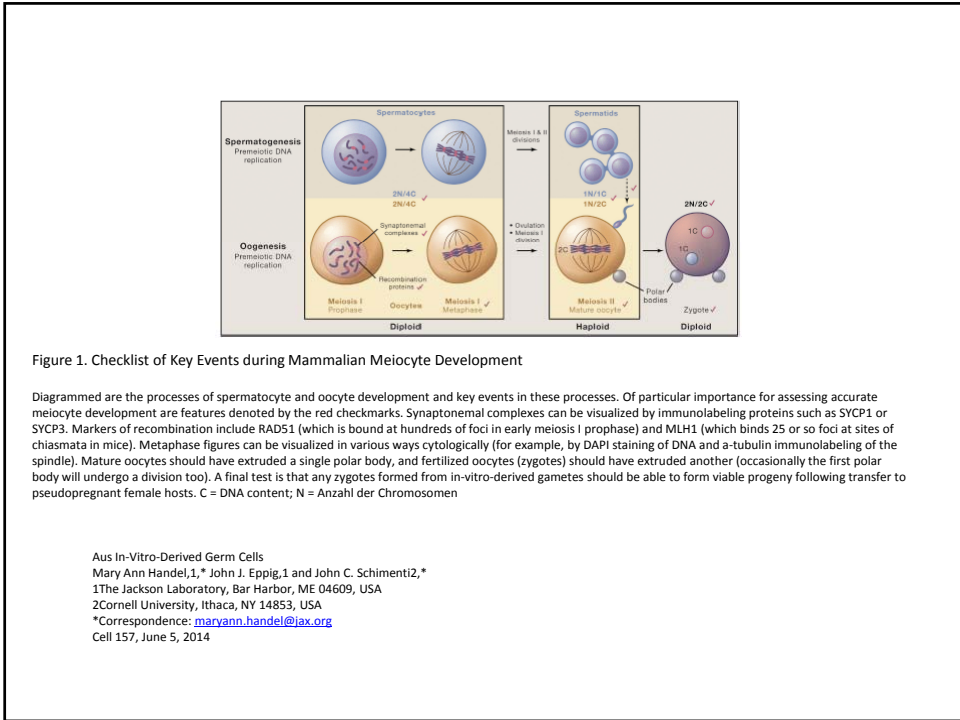 Spermatocytes
Spermatids
Spermatogenesis
Premeiotic DNA
replication
Meiosis I & II
divisions
2N/4C
2N/4C ✓
1N/1C
1N/2C ✓
2N/2C ✓
Oogenesis
Premeiotic DNA
replication
Synaptonemal
complexes ✓
Recombination
proteins ✓
• Ovulation
• Meiosis I
division
2C
1C
1C
Polar
bodies
Meiosis I
Prophase
Oocytes
Meiosis I
Metaphase ✓
Meiosis II
Mature oocyte ✓
Zygote ✓
Diploid
Haploid
Diploid
Figure 1. Checklist of Key Events during Mammalian Meiocyte Development
Diagrammed are the processes of spermatocyte and oocyte development and key events in these processes. Of particular importance for assessing accurate
meiocyte development are features denoted by the red checkmarks. Synaptonemal complexes can be visualized by immunolabeling proteins such as SYCP1 or
SYCP3. Markers of recombination include RAD51 (which is bound at hundreds of foci in early meiosis I prophase) and MLH1 (which binds 25 or so foci at sites of
chiasmata in mice). Metaphase figures can be visualized in various ways cytologically (for example, by DAPI staining of DNA and a-tubulin immunolabeling of the
spindle). Mature oocytes should have extruded a single polar body, and fertilized oocytes (zygotes) should have extruded another (occasionally the first polar
body will undergo a division too). A final test is that any zygotes formed from in-vitro-derived gametes should be able to form viable progeny following transfer to
pseudopregnant female hosts. C = DNA content; N = Anzahl der Chromosomen
Aus In-Vitro-Derived Germ Cells
Mary Ann Handel,1,* John J. Eppig,1 and John C. Schimenti2,*
1The Jackson Laboratory, Bar Harbor, ME 04609, USA
2Cornell University, Ithaca, NY 14853, USA
*Correspondence: maryann.handel@jax.org
Cell 157, June 5, 2014